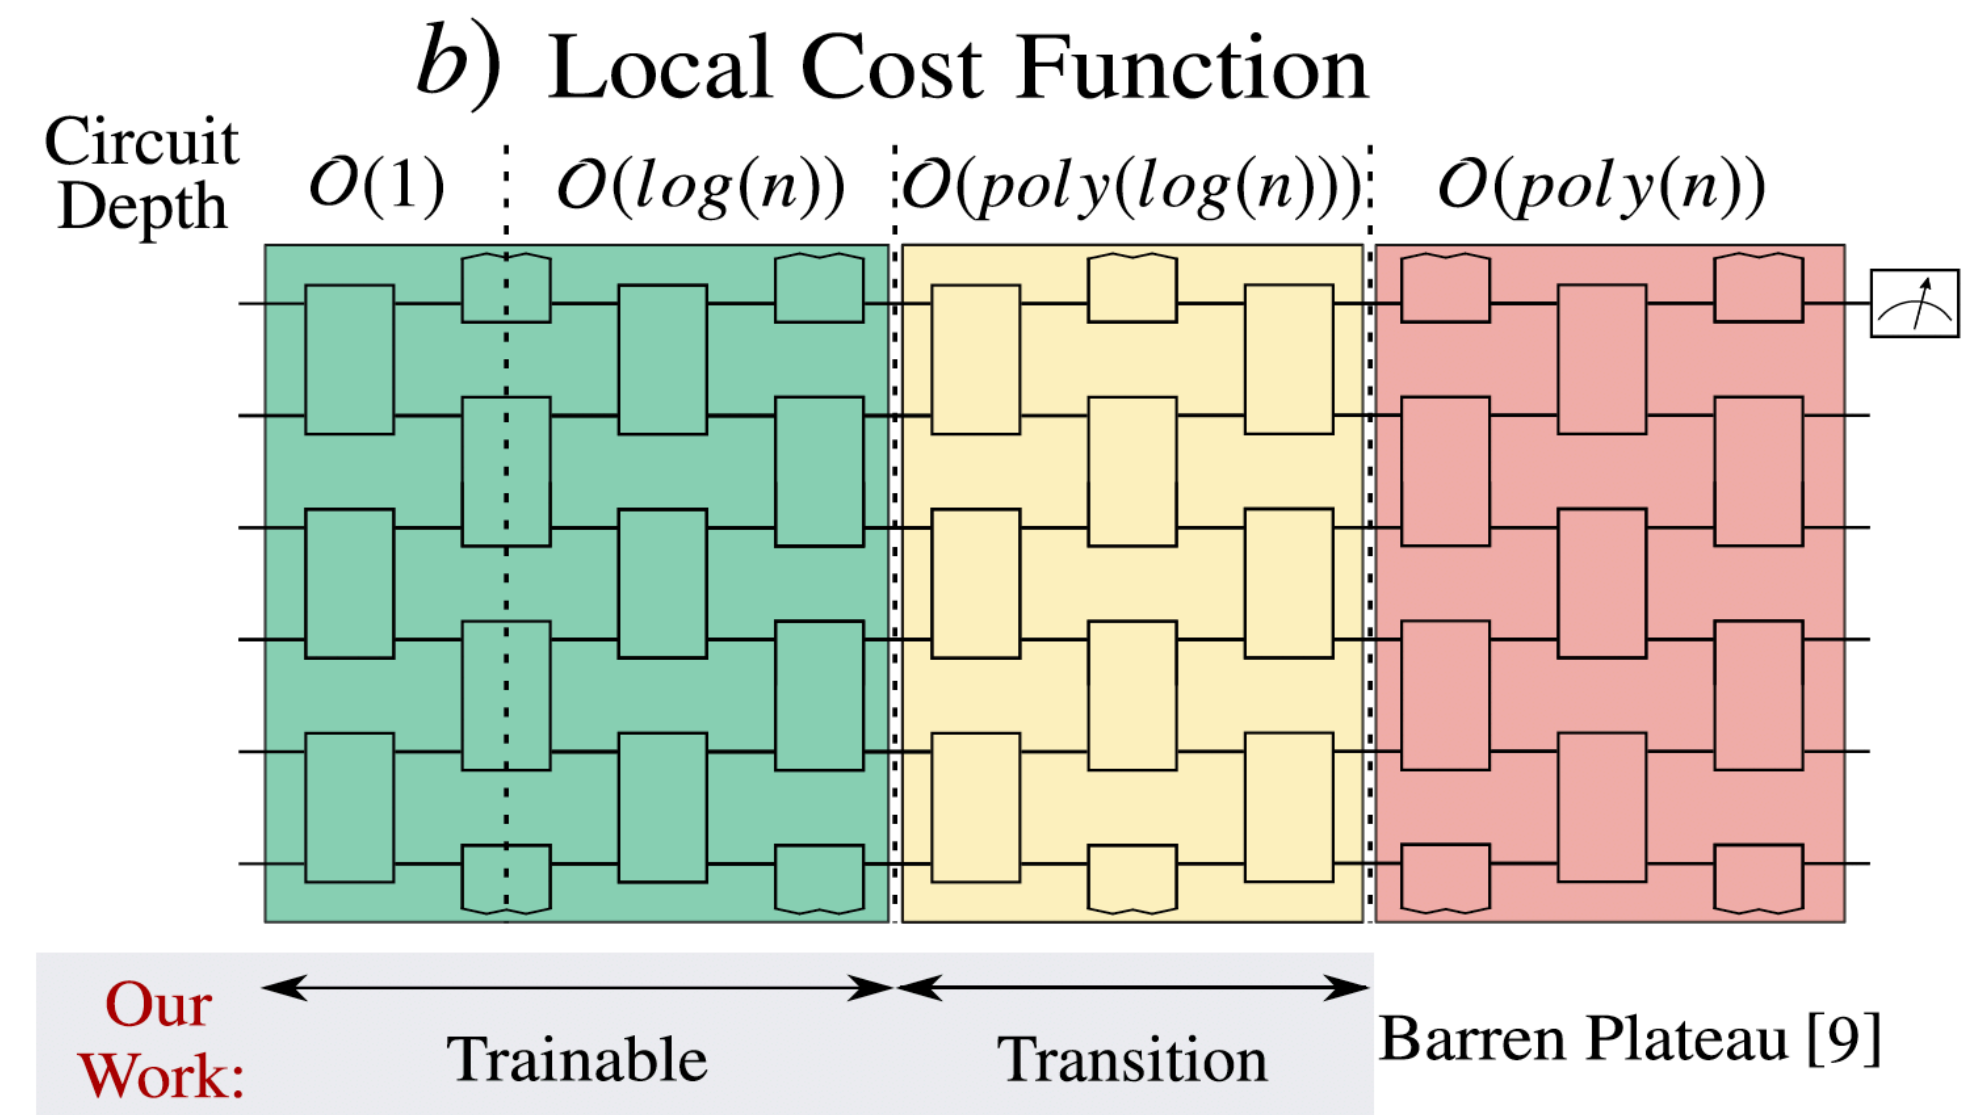 b) Local Cost Function
Circuit
Depth
O(1)
O(log(n))
O(poly(log(n)))
O(poly(n))
Our
Work:
Trainable
Transition
Barren Plateau [9]